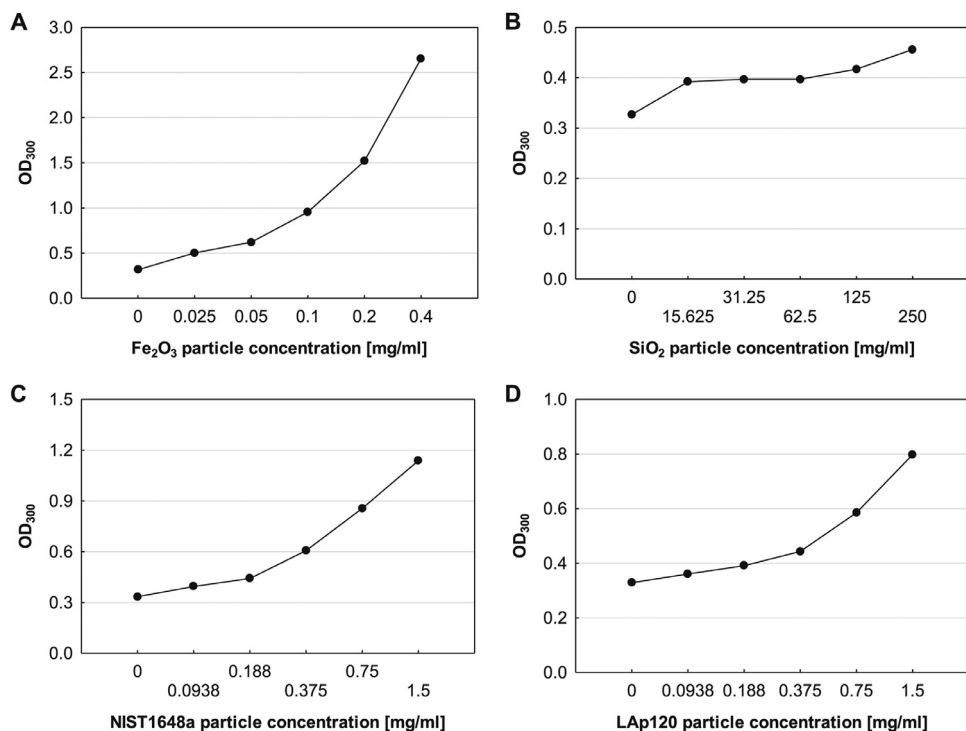 A
3.0
2.5
2.0
1.5
1.0
0.5
0.0
OD₃₀₀
0 0.025 0.05 0.1 0.2 0.4
Fe₂O₃ particle concentration [mg/ml]
B
0.5
0.4
0.3
0.2
0.1
0.0
OD₃₀₀
0 31.25 125
15.625 62.5 250
SiO₂ particle concentration [mg/ml]
C
1.5
1.2
0.9
0.6
0.3
0.0
OD₃₀₀
0 0.188 0.75
0.0938 0.375 1.5
NIST1648a particle concentration [mg/ml]
D
1.0
0.8
0.6
0.4
0.2
0.0
OD₃₀₀
0 0.0938 0.188 0.375 0.75 1.5
LAp120 particle concentration [mg/ml]